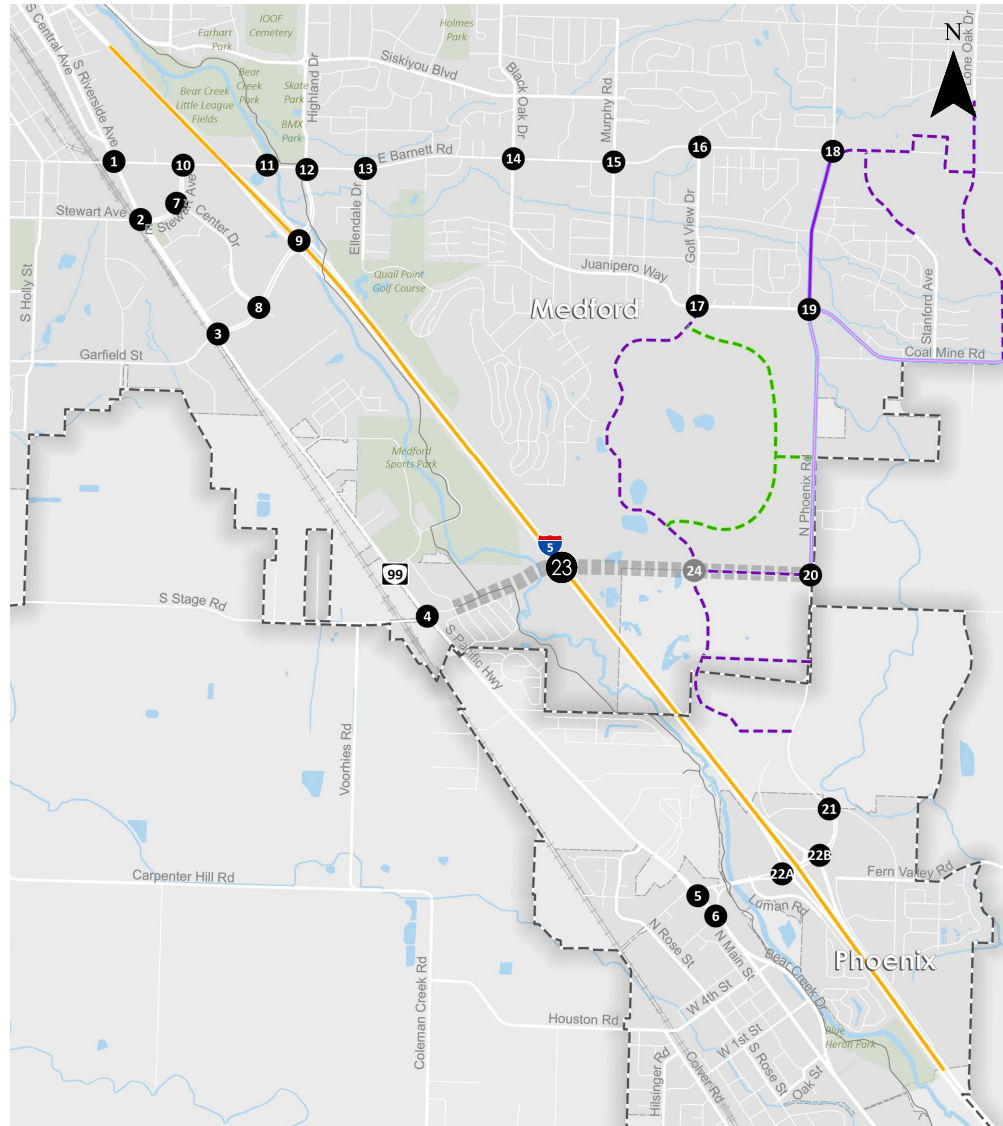 S Central Ave
S Riverside Ave
Earhart
Park
IOOF
Cemetery
Highland Dr
Holmes
Park
Siskiyou Blvd
Black Oak Dr
Murphy Rd
N
Lone Oak Dr
Bear
Creek
Park
Skate
Park
Bear Creek
Little League
Fields
BMX
Park
1
10
11
12
13
E Barnett Rd
14
15
16
18
Stewart Ave
2
7
E Stewart Ave
Center Dr
9
Ellendale Dr
Golf View Dr
S Holly St
Quail Point
Golf Course
Juanipero Way
Medford
17
19
Stanford Ave
8
3
Garfield St
Coal Mine Rd
Medford
Sports Park
N Phoenix Rd
5
23
24
20
99
S Stage Rd
4
S Pacific Hwy
Voorhies Rd
21
22B
22A
Fern Valley Rd
Carpenter Hill Rd
5
6
Luman Rd
N Rose St
N Main St
Bear Creek Dr
Phoenix
Coleman Creek Rd
W 4th St
Houston Rd
W 1st St
S Rose St
Oak St
Blue
Heron Park
Hilsinger Rd
Colver Rd